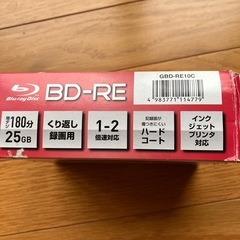 GBD-RE10C
4 983771 114779
Blu-ray Disc
BD-RE
180分
25GB
くり返し
録画用
1-2
倍速対応
記録面が
傷つきにくい
ハード
コート
インク
ジェット
プリンタ
対応